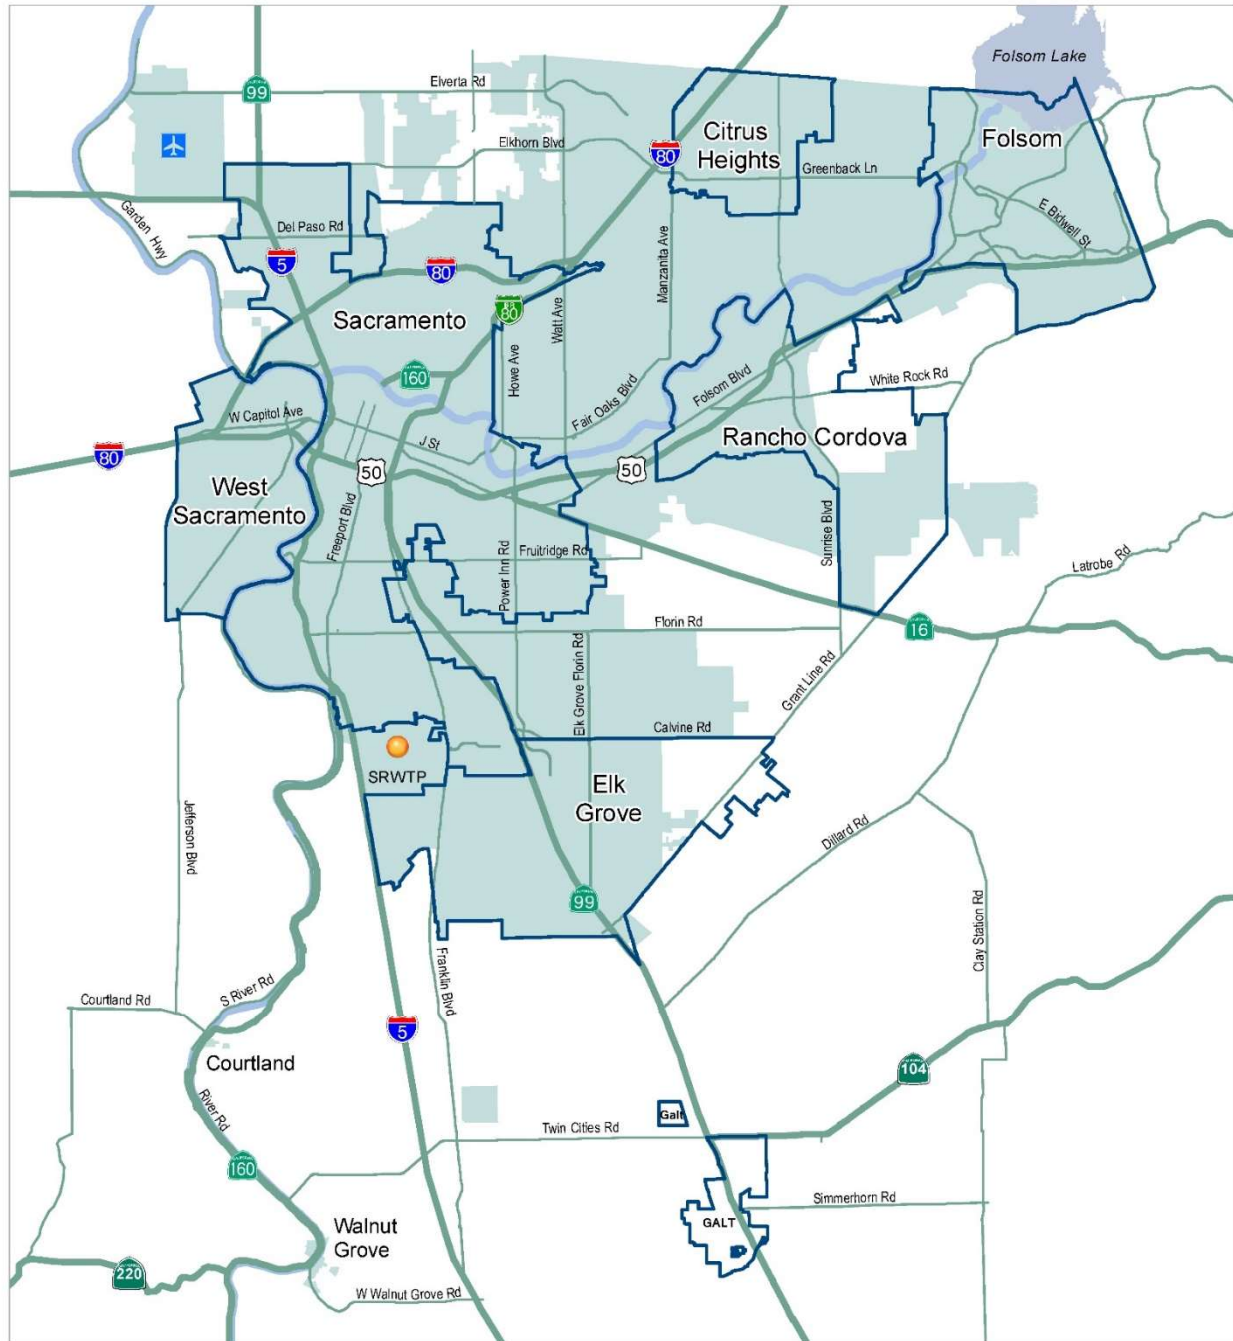 Folsom Lake
Elverta Rd
99
Citrus
Heights
Folsom
Elkhorn Blvd
80
Greenback Ln
Garden Hwy
Del Paso Rd
E Bidwell St
5
80
Manzanita Ave
Sacramento
80
Watt Ave
160
Howe Ave
Fair Oaks Blvd
Folsom Blvd
White Rock Rd
W Capitol Ave
J St
Rancho Cordova
80
50
50
West
Sacramento
Freeport Blvd
Sunrise Blvd
Fruitridge Rd
Power Inn Rd
Latrobe Rd
Florin Rd
16
Elk Grove Florin Rd
Grant Line Rd
Calvine Rd
SRWTP
Elk
Grove
Jefferson Blvd
Dillard Rd
99
Clay Station Rd
Franklin Blvd
S River Rd
Courtland Rd
5
Courtland
104
River Rd
Galt
Twin Cities Rd
160
Simmerhorn Rd
GALT
Walnut
Grove
220
W Walnut Grove Rd